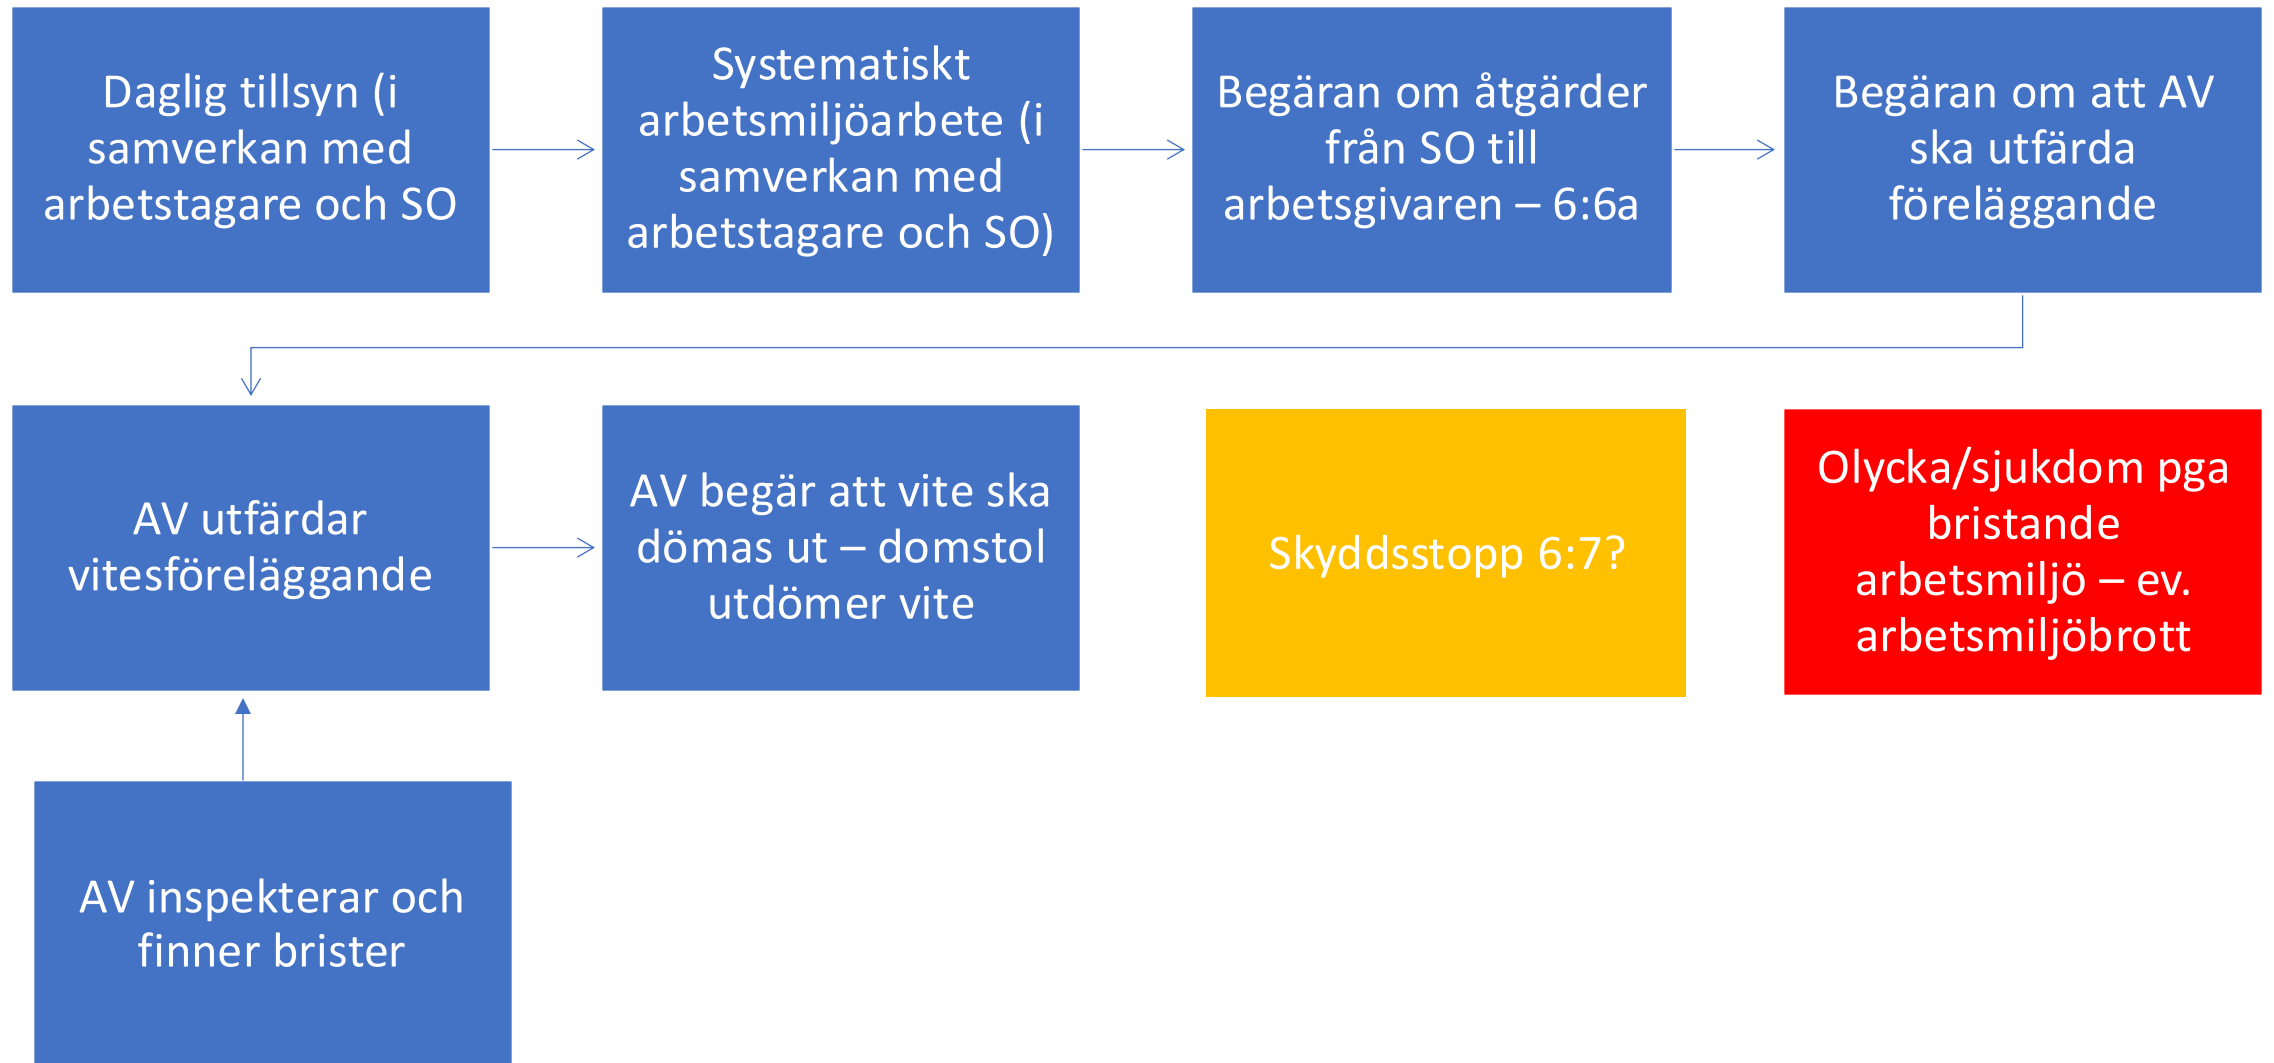 Daglig tillsyn (i
samverkan med
arbetstagare och SO
Systematiskt
arbetsmiljöarbete (i
samverkan med
arbetstagare och SO)
Begäran om åtgärder
från SO till
arbetsgivaren – 6:6a
Begäran om att AV
ska utfärda
föreläggande
AV utfärdar
vitesföreläggande
AV begär att vite ska
dömas ut – domstol
utdömer vite
Skyddsstopp 6:7?
Olycka/sjukdom pga
bristande
arbetsmiljö – ev.
arbetsmiljöbrott
AV inspekterar och
finner brister